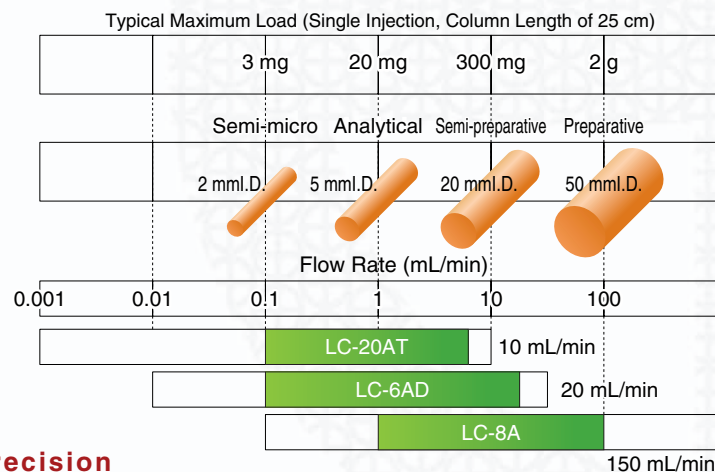 Typical Maximum Load (Single Injection, Column Length of 25 cm)
3 mg 20 mg 300 mg 2 g
Semi-micro Analytical Semi-preparative Preparative
2 mmI.D. 5 mmI.D. 20 mmI.D. 50 mmI.D.
Flow Rate (mL/min)
0.001 0.01 0.1 1 10 100
LC-20AT 10 mL/min
LC-6AD 20 mL/min
LC-8A
recision 150 mL/min